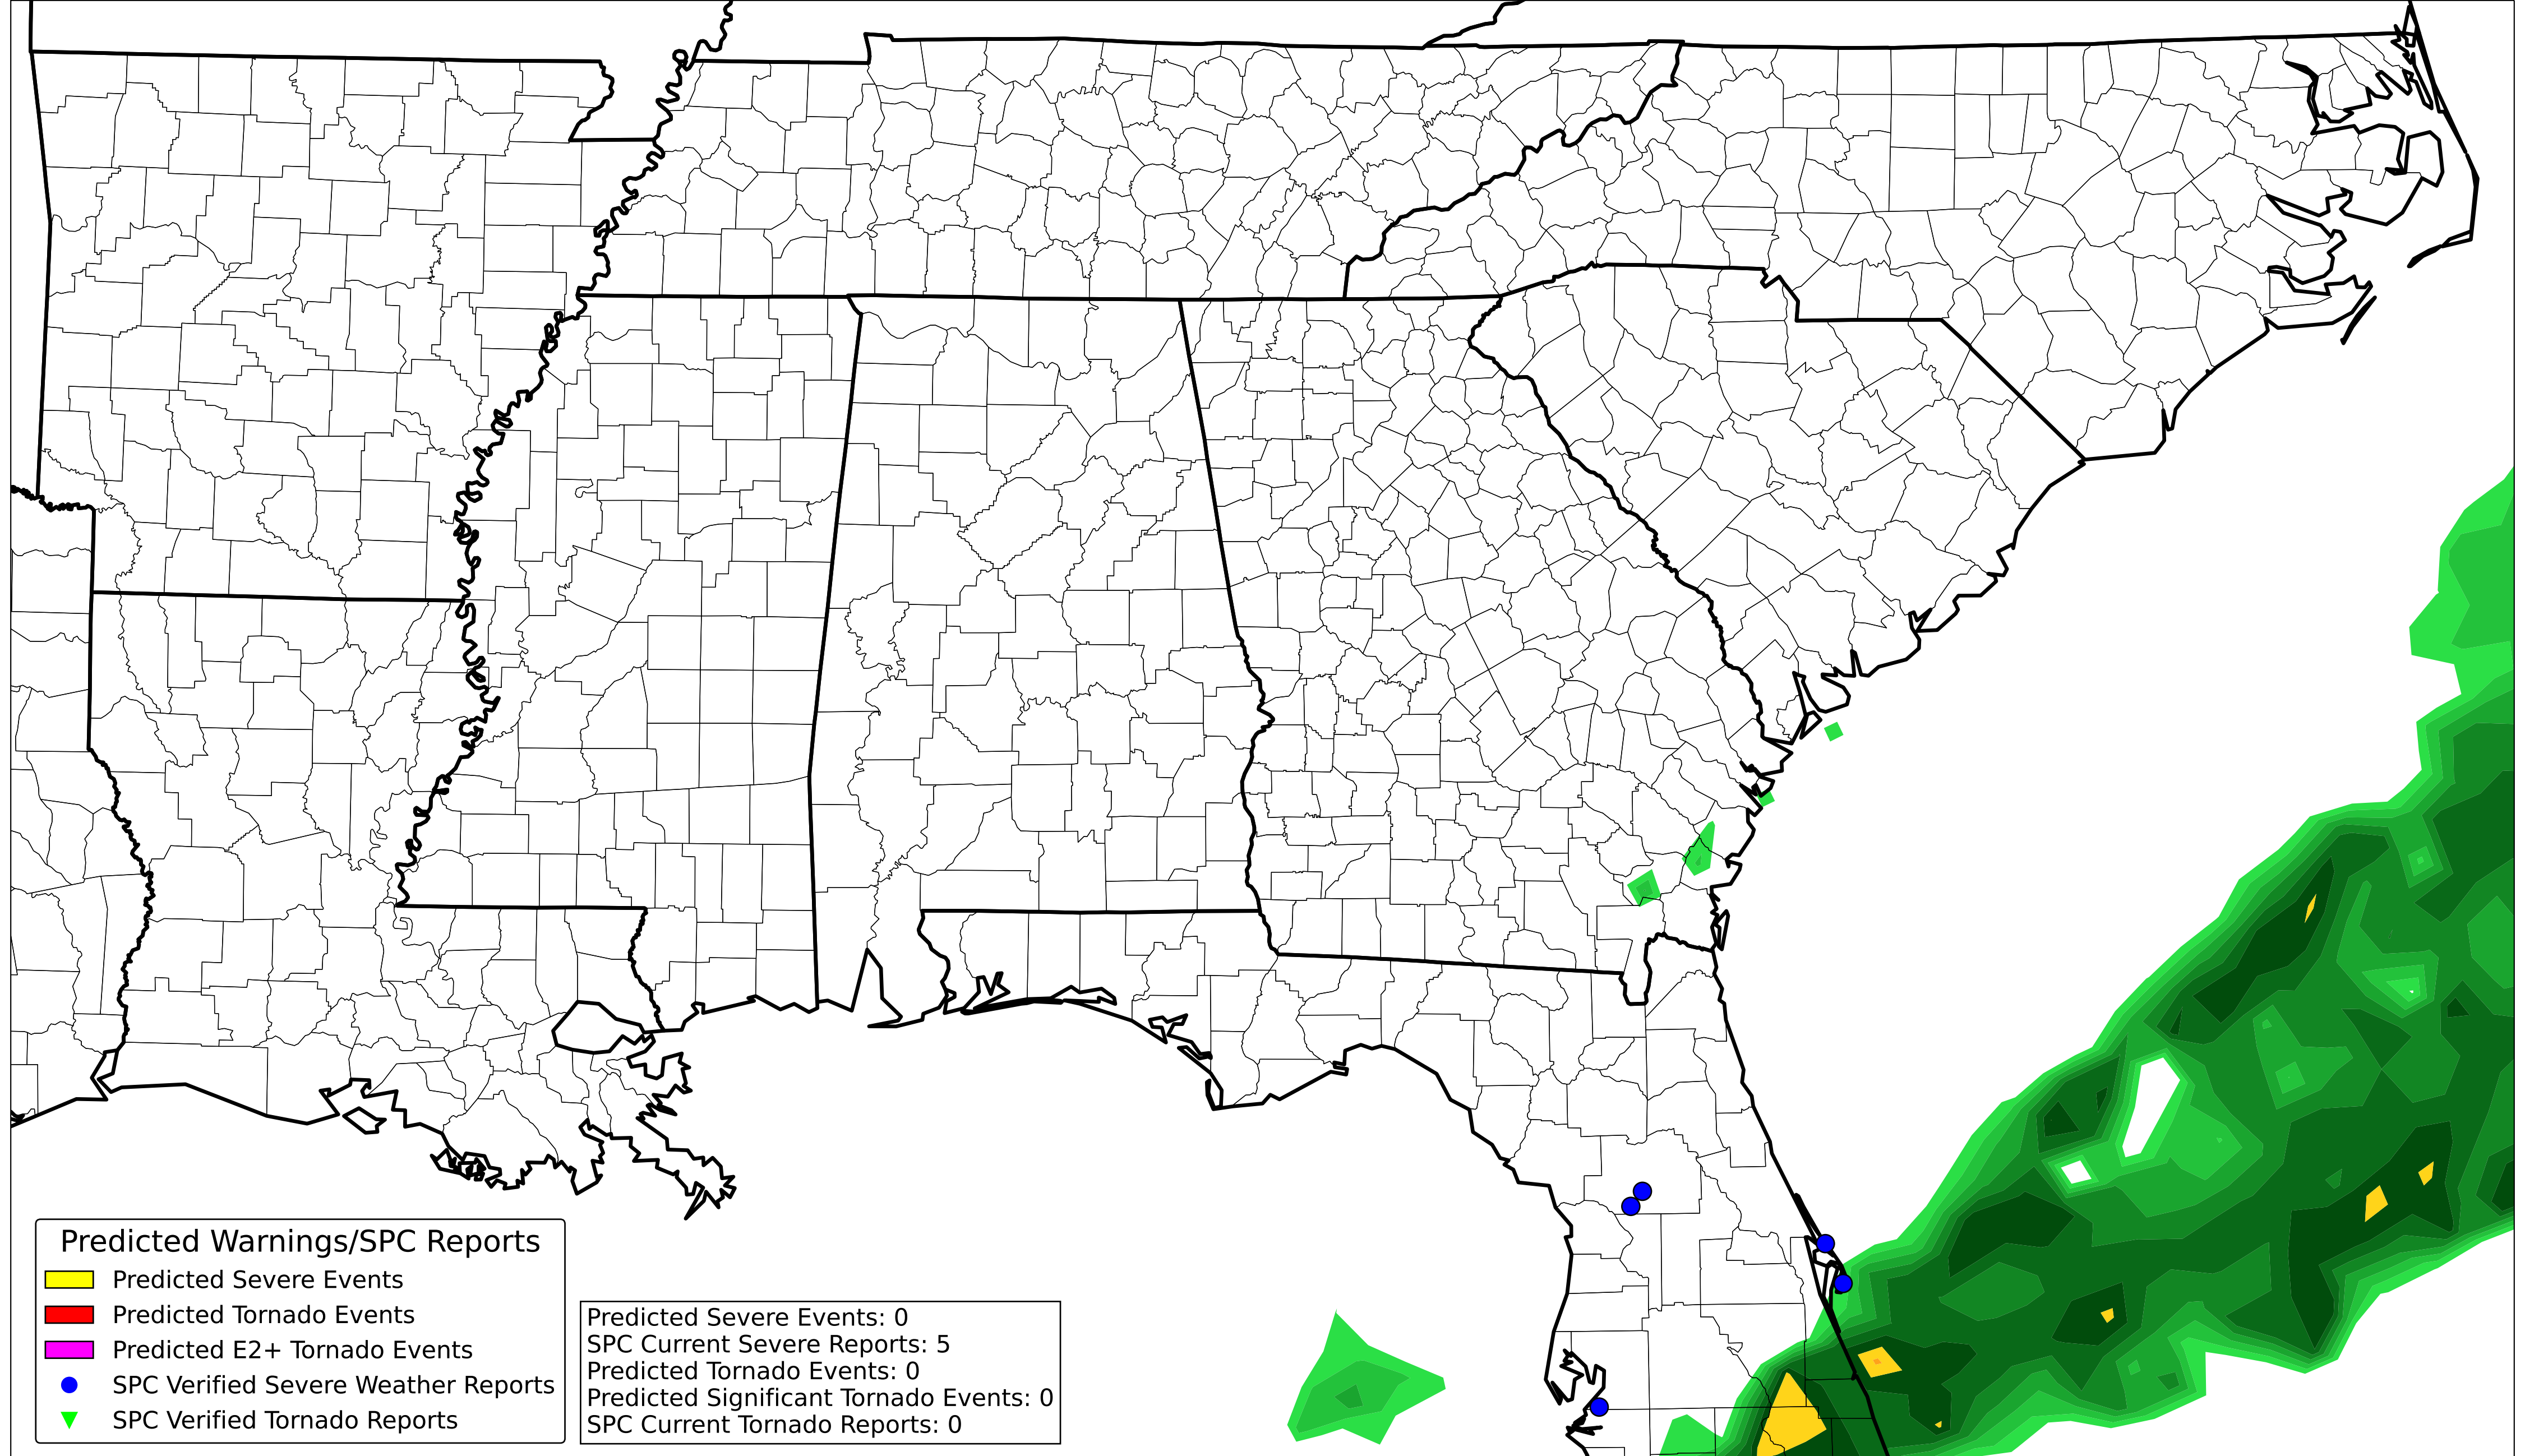 Predicted Warnings/SPC Reports
Predicted Severe Events
Predicted Tornado Events
Predicted E2+ Tornado Events
SPC Verified Severe Weather Reports
SPC Verified Tornado Reports
Predicted Severe Events: 0
SPC Current Severe Reports: 5
Predicted Tornado Events: 0
Predicted Significant Tornado Events: 0
SPC Current Tornado Reports: 0